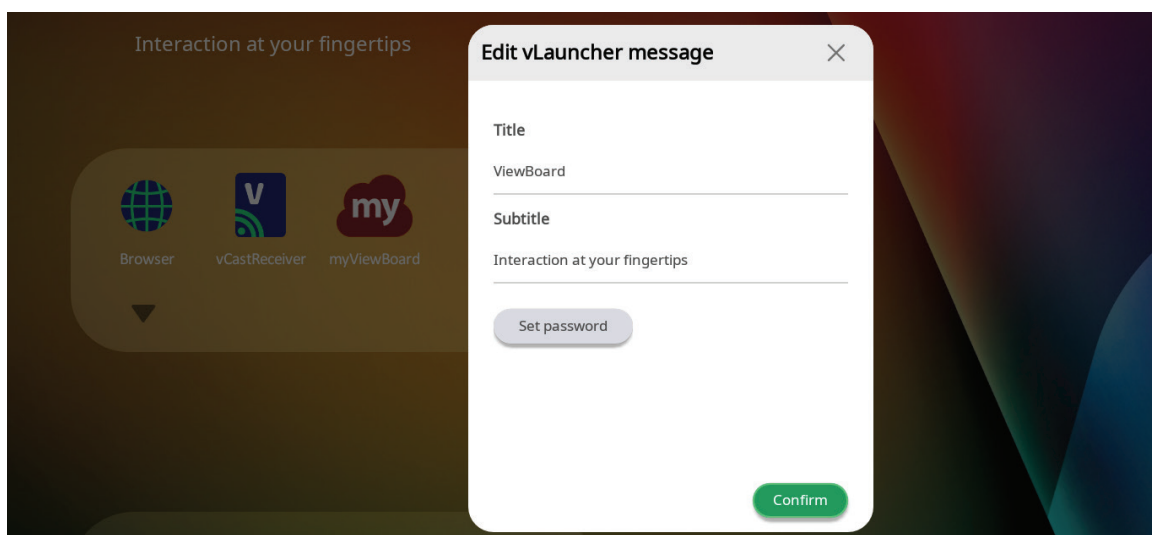 Interaction at your fingertips
Edit vLauncher message
Title
ViewBoard
Subtitle
Interaction at your fingertips
Set password
Confirm
V
my
Browser
vCastReceiver
myViewBoard